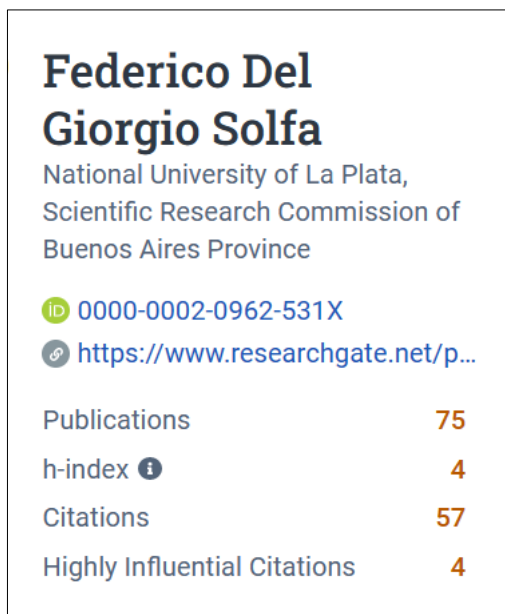 Federico Del
Giorgio Solfa
National University of La Plata,
Scientific Research Commission of
Buenos Aires Province
iD 0000-0002-0962-531X
https://www.researchgate.net/p...
Publications 75
h-index i 4
Citations 57
Highly Influential Citations 4